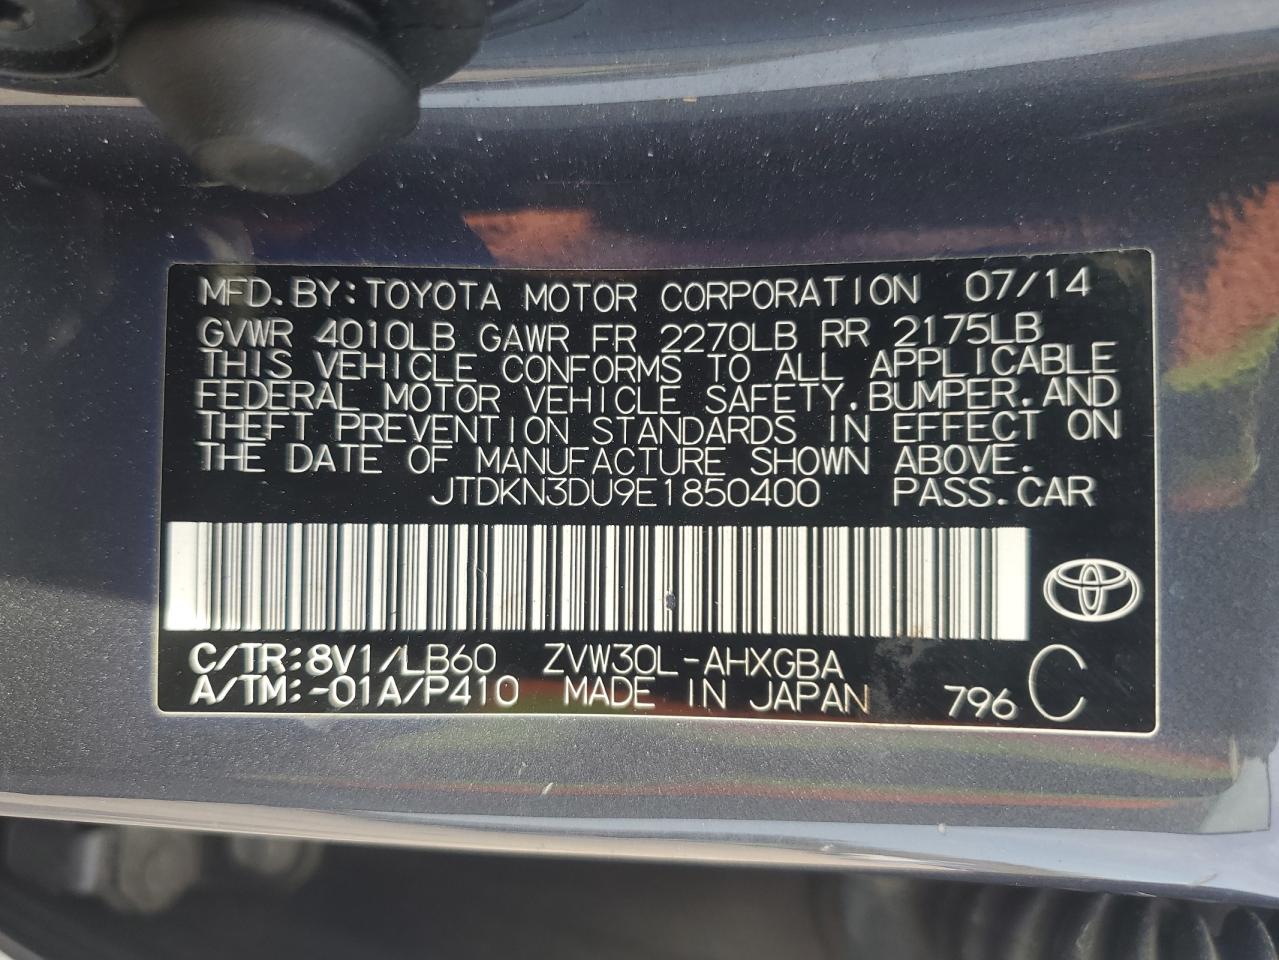 MFD.BY:TOYOTA MOTOR CORPORATION 07/14
GVWR 4010LB GAWR FR 2270LB RR 2175LB
THIS VEHICLE CONFORMS TO ALL APPLICABLE
FEDERAL MOTOR VEHICLE SAFETY,BUMPER,AND
THEFT PREVENTION STANDARDS IN EFFECT ON
THE DATE OF MANUFACTURE SHOWN ABOVE.
JTDKN3DU9E1850400 PASS.CAR
C/TR:8V1/LB60 ZVW30L-AHXGBA
A/TM:-01A/P410 MADE IN JAPAN 796 C